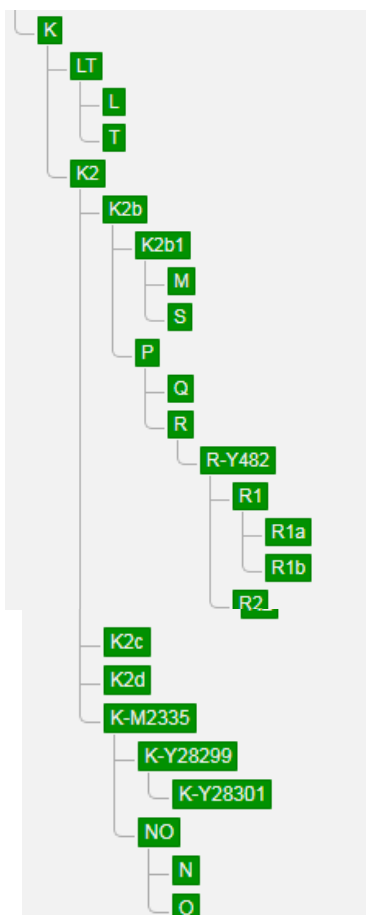 K
LT
L
T
K2
K2b
K2b1
M
S
P
Q
R
R-Y482
R1
R1a
R1b
R2
K2c
K2d
K-M2335
K-Y28299
K-Y28301
NO
N
O